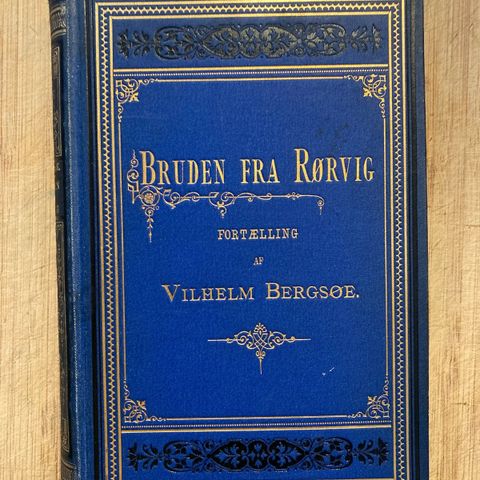 BRUDEN FRA RØRVIG
FORTÆLLING
AF
VILHELM BERGSØE.